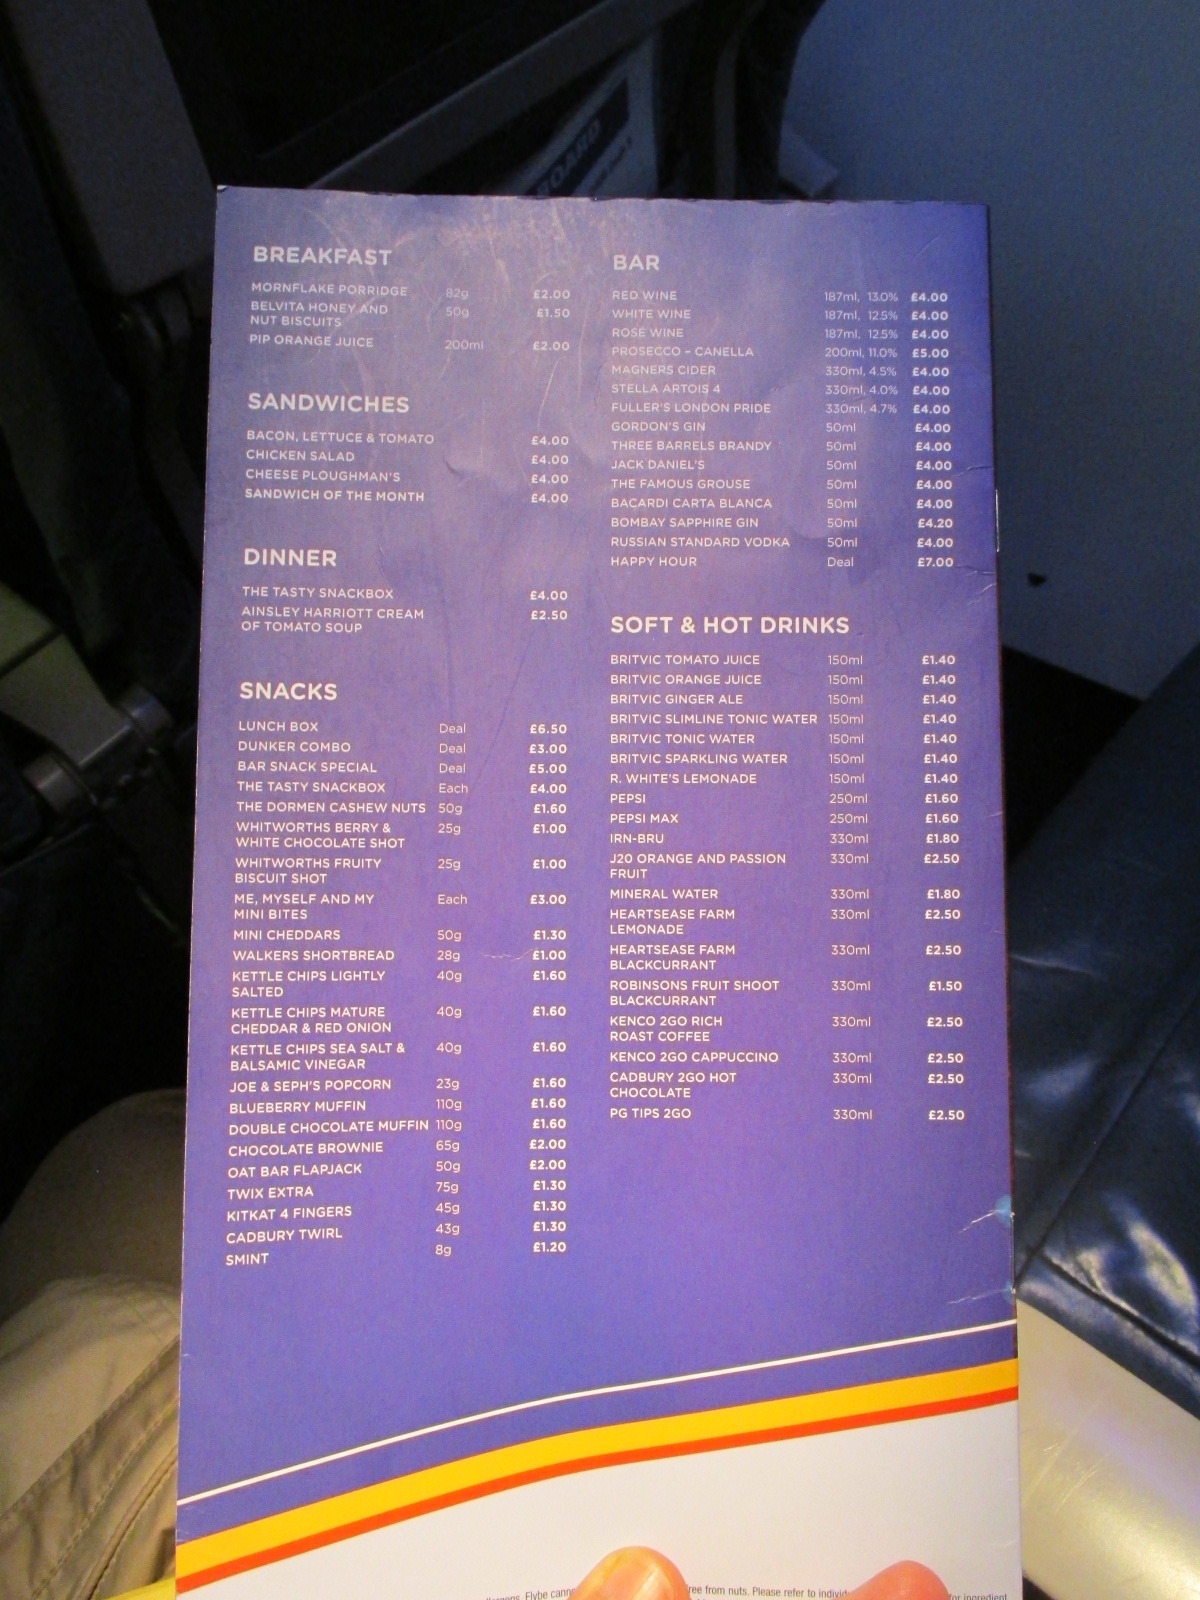 BOARD
BREAKFAST
MORNFLAKE PORRIDGE 82g £2.00
BELVITA HONEY AND 50g £1.50
NUT BISCUITS
PIP ORANGE JUICE 200ml £2.00
SANDWICHES
BACON, LETTUCE & TOMATO £4.00
CHICKEN SALAD £4.00
CHEESE PLOUGHMAN'S £4.00
SANDWICH OF THE MONTH £4.00
DINNER
THE TASTY SNACKBOX £4.00
AINSLEY HARRIOTT CREAM £2.50
OF TOMATO SOUP
SNACKS
LUNCH BOX Deal £6.50
DUNKER COMBO Deal £3.00
BAR SNACK SPECIAL Deal £5.00
THE TASTY SNACKBOX Each £4.00
THE DORMEN CASHEW NUTS 50g £1.60
WHITWORTHS BERRY & 25g £1.00
WHITE CHOCOLATE SHOT
WHITWORTHS FRUITY 25g £1.00
BISCUIT SHOT
ME, MYSELF AND MY Each £3.00
MINI BITES
MINI CHEDDARS 50g £1.30
WALKERS SHORTBREAD 28g £1.00
KETTLE CHIPS LIGHTLY 40g £1.60
SALTED
KETTLE CHIPS MATURE 40g £1.60
CHEDDAR & RED ONION
KETTLE CHIPS SEA SALT & 40g £1.60
BALSAMIC VINEGAR
JOE & SEPH'S POPCORN 23g £1.60
BLUEBERRY MUFFIN 110g £1.60
DOUBLE CHOCOLATE MUFFIN 110g £1.60
CHOCOLATE BROWNIE 65g £2.00
OAT BAR FLAPJACK 50g £2.00
TWIX EXTRA 75g £1.30
KITKAT 4 FINGERS 45g £1.30
CADBURY TWIRL 43g £1.30
SMINT 8g £1.20
BAR
RED WINE 187ml, 13.0% £4.00
WHITE WINE 187ml, 12.5% £4.00
ROSE WINE 187ml, 12.5% £4.00
PROSECCO – CANELLA 200ml, 11.0% £5.00
MAGNERS CIDER 330ml, 4.5% £4.00
STELLA ARTOIS 4 330ml, 4.0% £4.00
FULLER'S LONDON PRIDE 330ml, 4.7% £4.00
GORDON'S GIN 50ml £4.00
THREE BARRELS BRANDY 50ml £4.00
JACK DANIEL'S 50ml £4.00
THE FAMOUS GROUSE 50ml £4.00
BACARDI CARTA BLANCA 50ml £4.00
BOMBAY SAPPHIRE GIN 50ml £4.20
RUSSIAN STANDARD VODKA 50ml £4.00
HAPPY HOUR Deal £7.00
SOFT & HOT DRINKS
BRITVIC TOMATO JUICE 150ml £1.40
BRITVIC ORANGE JUICE 150ml £1.40
BRITVIC GINGER ALE 150ml £1.40
BRITVIC SLIMLINE TONIC WATER 150ml £1.40
BRITVIC TONIC WATER 150ml £1.40
BRITVIC SPARKLING WATER 150ml £1.40
R. WHITE'S LEMONADE 150ml £1.40
PEPSI 250ml £1.60
PEPSI MAX 250ml £1.60
IRN-BRU 330ml £1.80
J20 ORANGE AND PASSION 330ml £2.50
FRUIT
MINERAL WATER 330ml £1.80
HEARTSEASE FARM 330ml £2.50
LEMONADE
HEARTSEASE FARM 330ml £2.50
BLACKCURRANT
ROBINSONS FRUIT SHOOT 330ml £1.50
BLACKCURRANT
KENCO 2GO RICH 330ml £2.50
ROAST COFFEE
KENCO 2GO CAPPUCCINO 330ml £2.50
CADBURY 2GO HOT 330ml £2.50
CHOCOLATE
PG TIPS 2GO 330ml £2.50
Flybe from nuts. Please refer to for ingredient